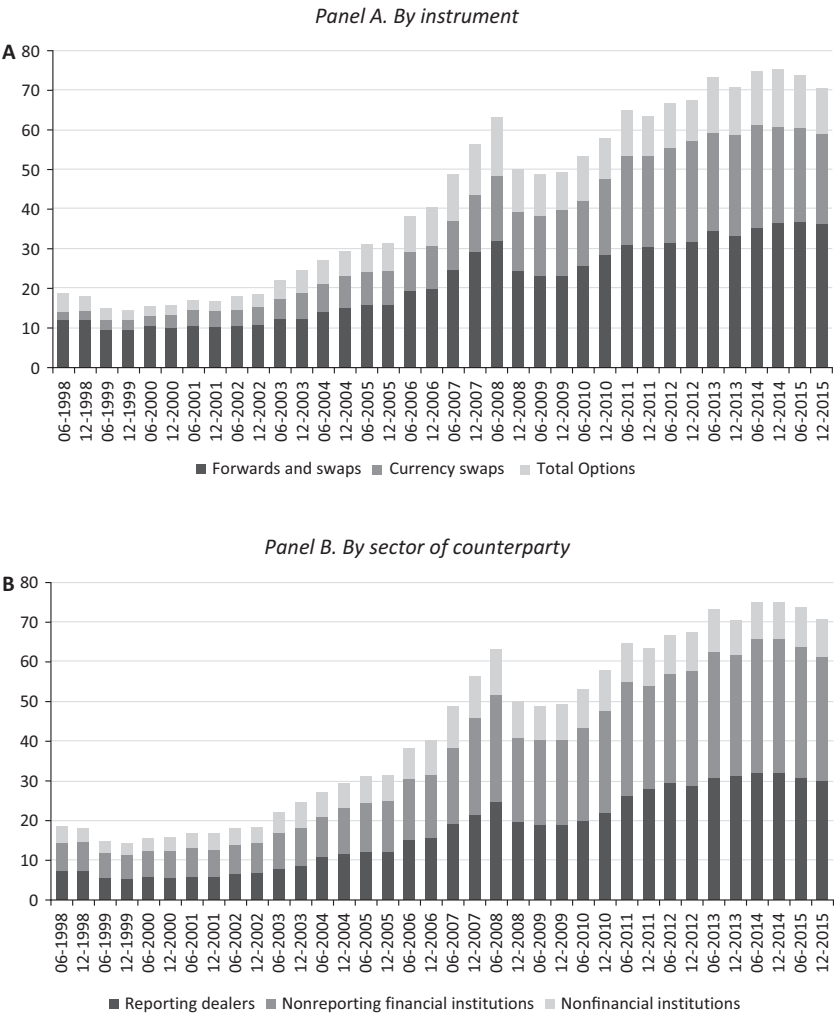 Panel A. By instrument
A 80
70
60
50
40
30
20
10
0
06-1998 12-1998 06-1999 12-1999 06-2000 12-2000 06-2001 12-2001 06-2002 12-2002 06-2003 12-2003 06-2004 12-2004 06-2005 12-2005 06-2006 12-2006 06-2007 12-2007 06-2008 12-2008 06-2009 12-2009 06-2010 12-2010 06-2011 12-2011 06-2012 12-2012 06-2013 12-2013 06-2014 12-2014 06-2015 12-2015
Forwards and swaps Currency swaps Total Options
Panel B. By sector of counterparty
B 80
70
60
50
40
30
20
10
0
06-1998 12-1998 06-1999 12-1999 06-2000 12-2000 06-2001 12-2001 06-2002 12-2002 06-2003 12-2003 06-2004 12-2004 06-2005 12-2005 06-2006 12-2006 06-2007 12-2007 06-2008 12-2008 06-2009 12-2009 06-2010 12-2010 06-2011 12-2011 06-2012 12-2012 06-2013 12-2013 06-2014 12-2014 06-2015 12-2015
Reporting dealers Nonreporting financial institutions Nonfinancial institutions